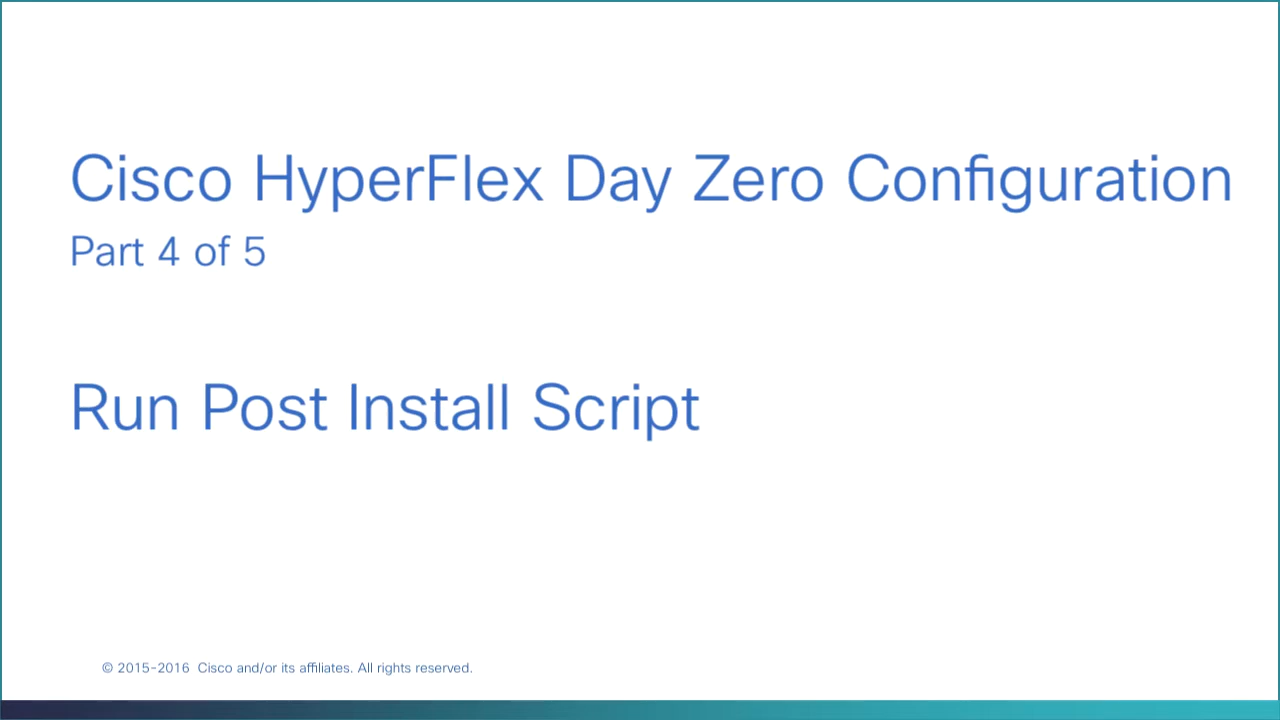 Cisco HyperFlex Day Zero Configuration
Part 4 of 5
Run Post Install Script
© 2015-2016 Cisco and/or its affiliates. All rights reserved.